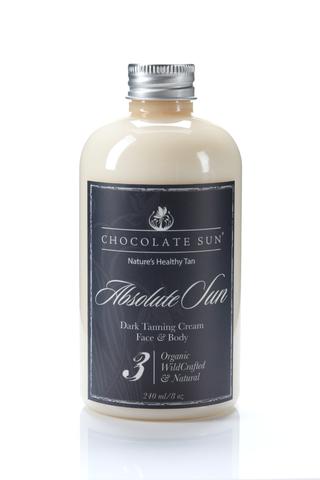 CHOCOLATE SUN®
Nature's Healthy Tan
Absolute Sun
Dark Tanning Cream
Face & Body
3
Organic
WildCrafted
& Natural
240 ml/8 oz